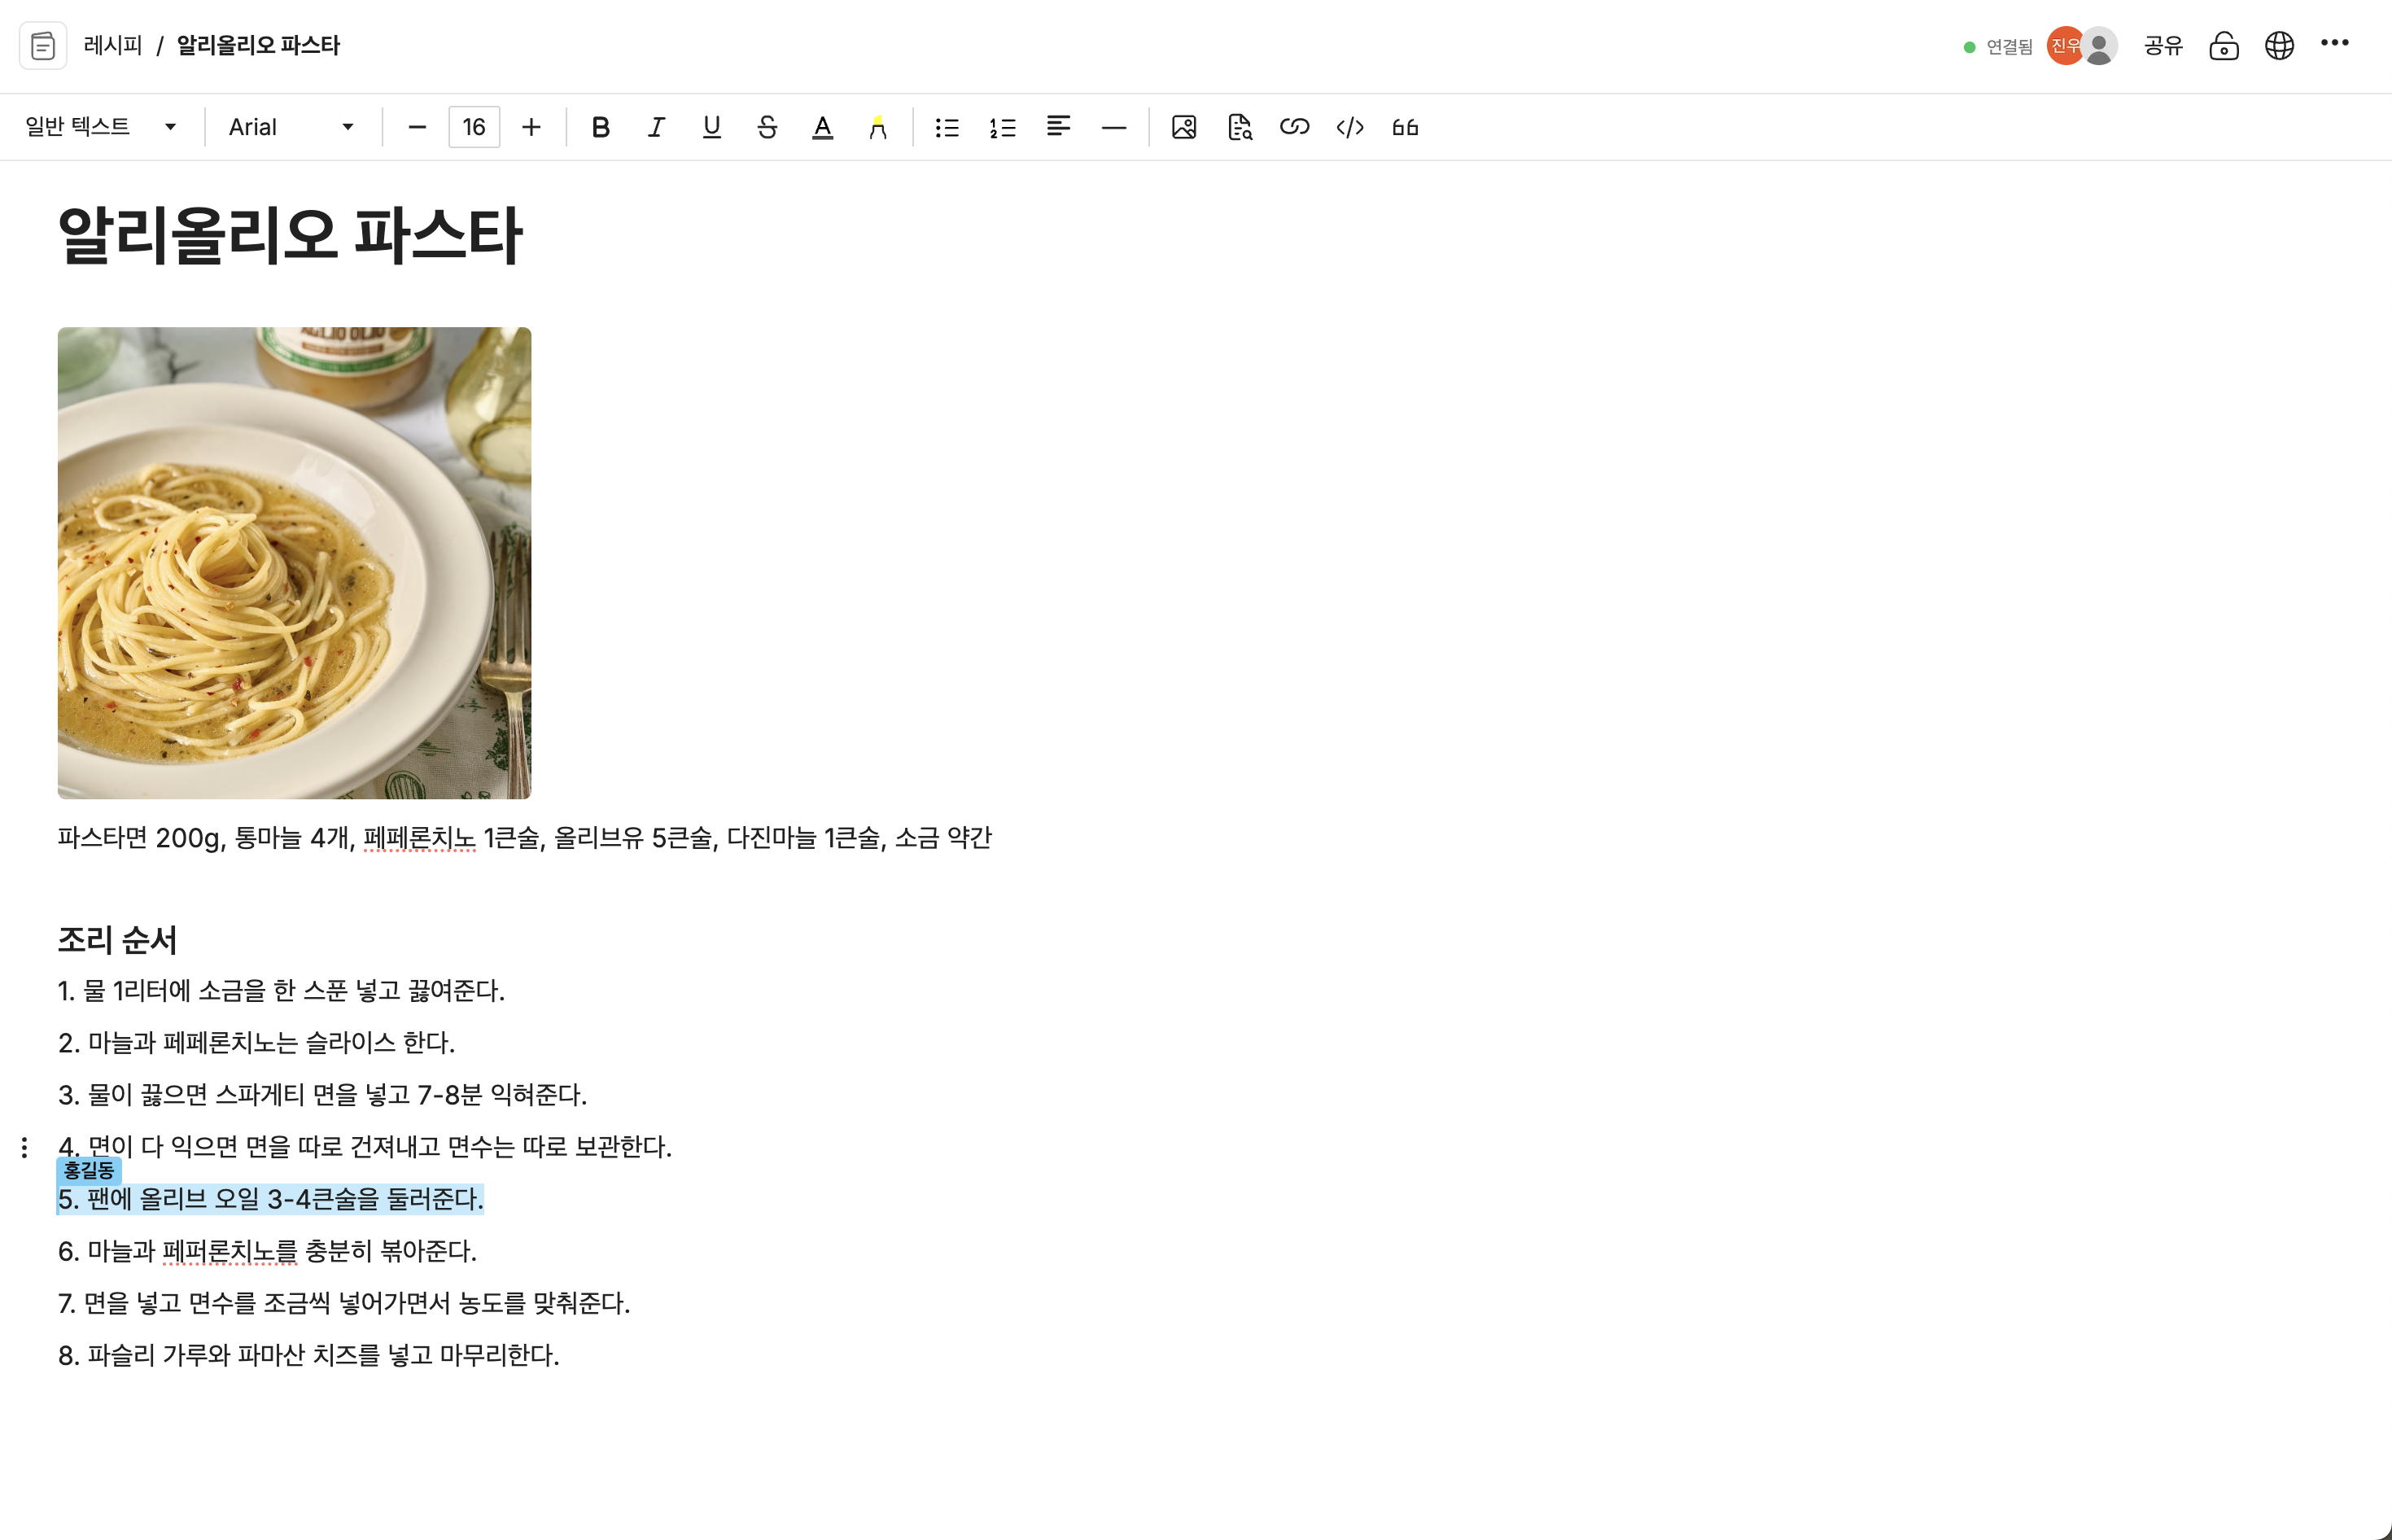 레시피 / 알리올리오 파스타
연결됨 진우 공유
일반 텍스트 Arial 16
알리올리오 파스타
AGLIO OLIO
파스타면 200g, 통마늘 4개, 페페론치노 1큰술, 올리브유 5큰술, 다진마늘 1큰술, 소금 약간
조리 순서
1. 물 1리터에 소금을 한 스푼 넣고 끓여준다.
2. 마늘과 페페론치노는 슬라이스 한다.
3. 물이 끓으면 스파게티 면을 넣고 7-8분 익혀준다.
4. 면이 다 익으면 면을 따로 건져내고 면수는 따로 보관한다.
홍길동
5. 팬에 올리브 오일 3-4큰술을 둘러준다.
6. 마늘과 페퍼론치노를 충분히 볶아준다.
7. 면을 넣고 면수를 조금씩 넣어가면서 농도를 맞춰준다.
8. 파슬리 가루와 파마산 치즈를 넣고 마무리한다.